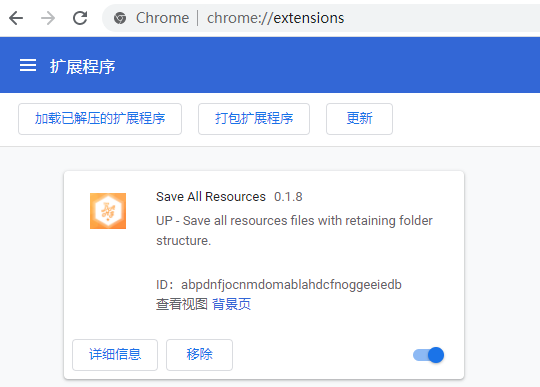 Chrome | chrome://extensions
扩展程序
加载已解压的扩展程序 打包扩展程序 更新
Save All Resources 0.1.8
UP - Save all resources files with retaining folder
structure.
ID：abpdnfjocnmdomablahdcfnoggeeiedb
查看视图 背景页
详细信息 移除